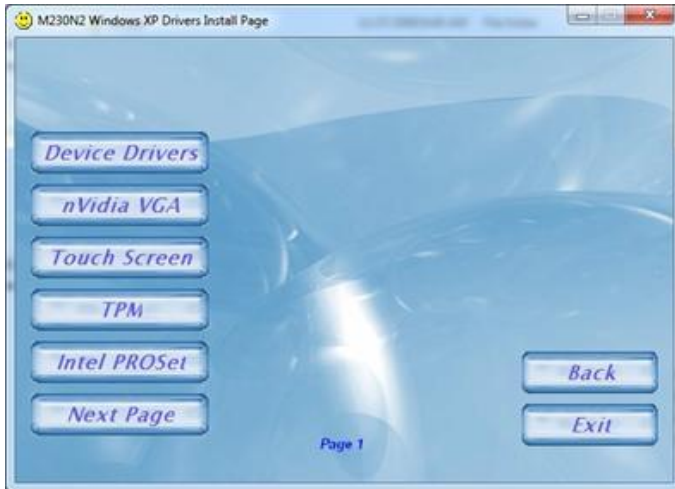 M230N2 Windows XP Drivers Install Page
Device Drivers
nVidia VGA
Touch Screen
TPM
Intel PROSet
Next Page
Back
Exit
Page 1